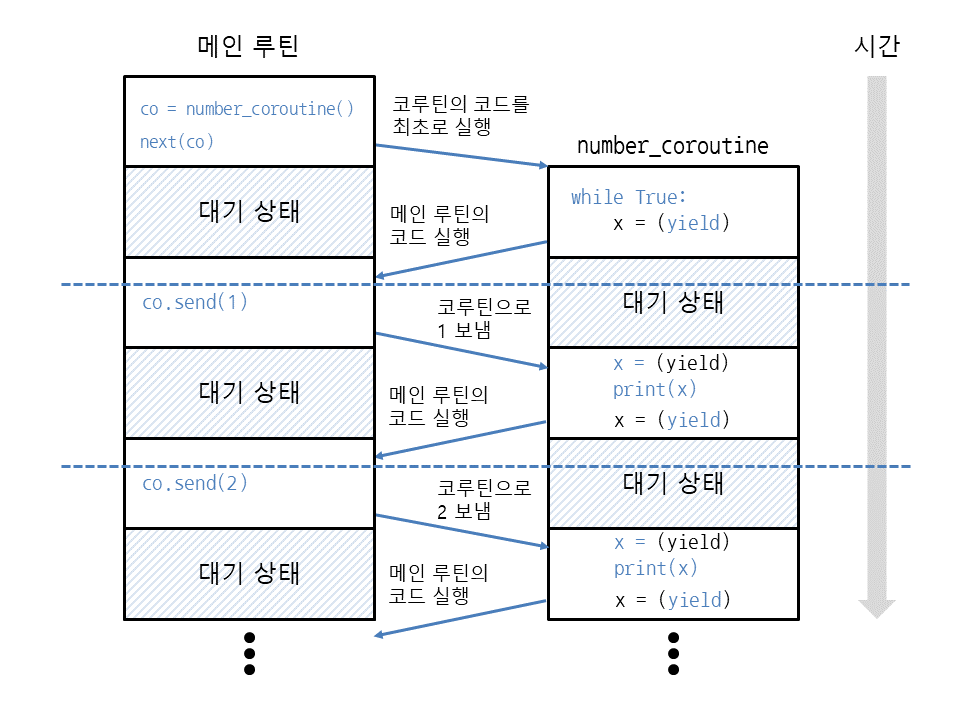 메인 루틴
시간
co = number_coroutine()
next(co)
코루틴의 코드를
최초로 실행
number_coroutine
대기 상태
메인 루틴의
코드 실행
while True:
x = (yield)
co.send(1)
코루틴으로
1 보냄
대기 상태
대기 상태
메인 루틴의
코드 실행
x = (yield)
print(x)
x = (yield)
co.send(2)
코루틴으로
2 보냄
대기 상태
대기 상태
메인 루틴의
코드 실행
x = (yield)
print(x)
x = (yield)